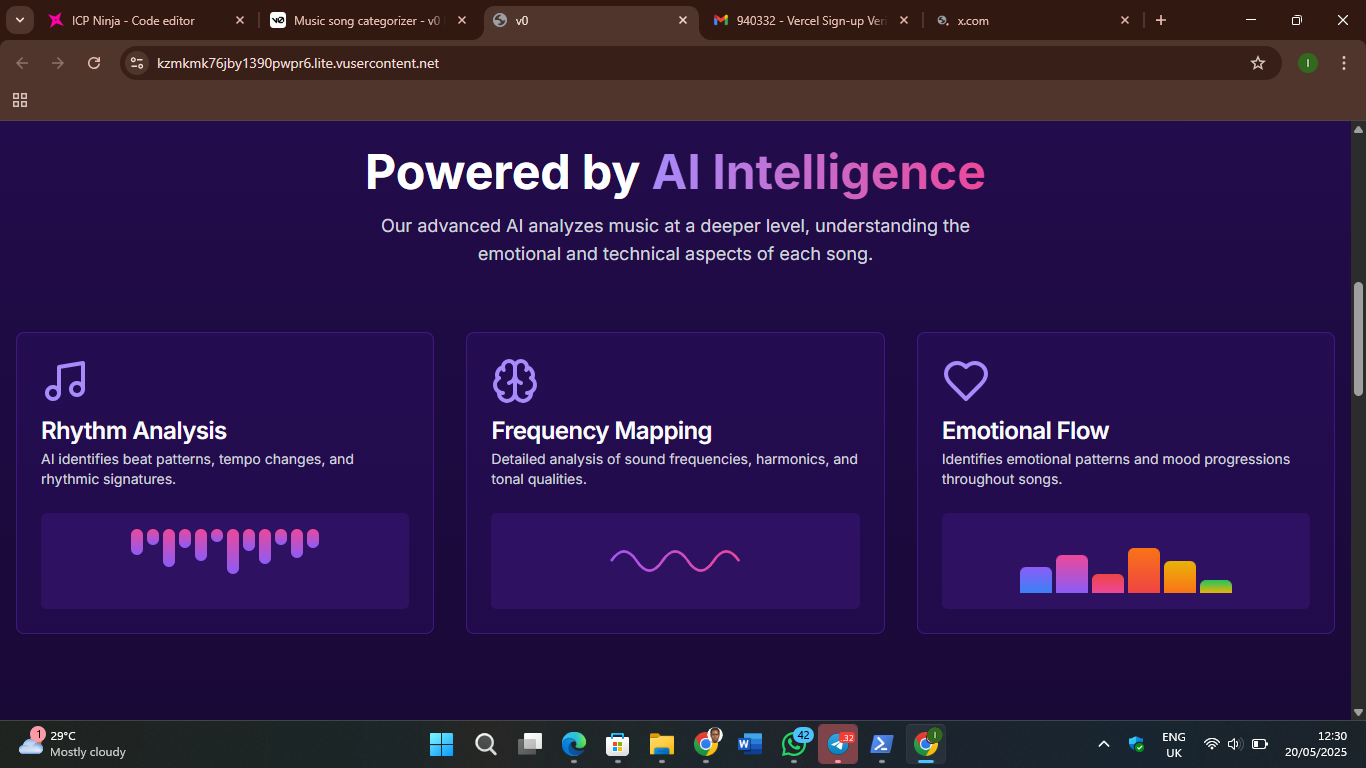 ICP Ninja - Code editor
Music song categorizer - v0
v0
940332 - Vercel Sign-up Veri
x.com
kzmkmk76jby1390pwpr6.lite.vusercontent.net
I
Powered by AI Intelligence
Our advanced AI analyzes music at a deeper level, understanding the
emotional and technical aspects of each song.
Rhythm Analysis
AI identifies beat patterns, tempo changes, and
rhythmic signatures.
Frequency Mapping
Detailed analysis of sound frequencies, harmonics, and
tonal qualities.
Emotional Flow
Identifies emotional patterns and mood progressions
throughout songs.
1
29°C
Mostly cloudy
42
32
I
ENG
UK
12:30
20/05/2025